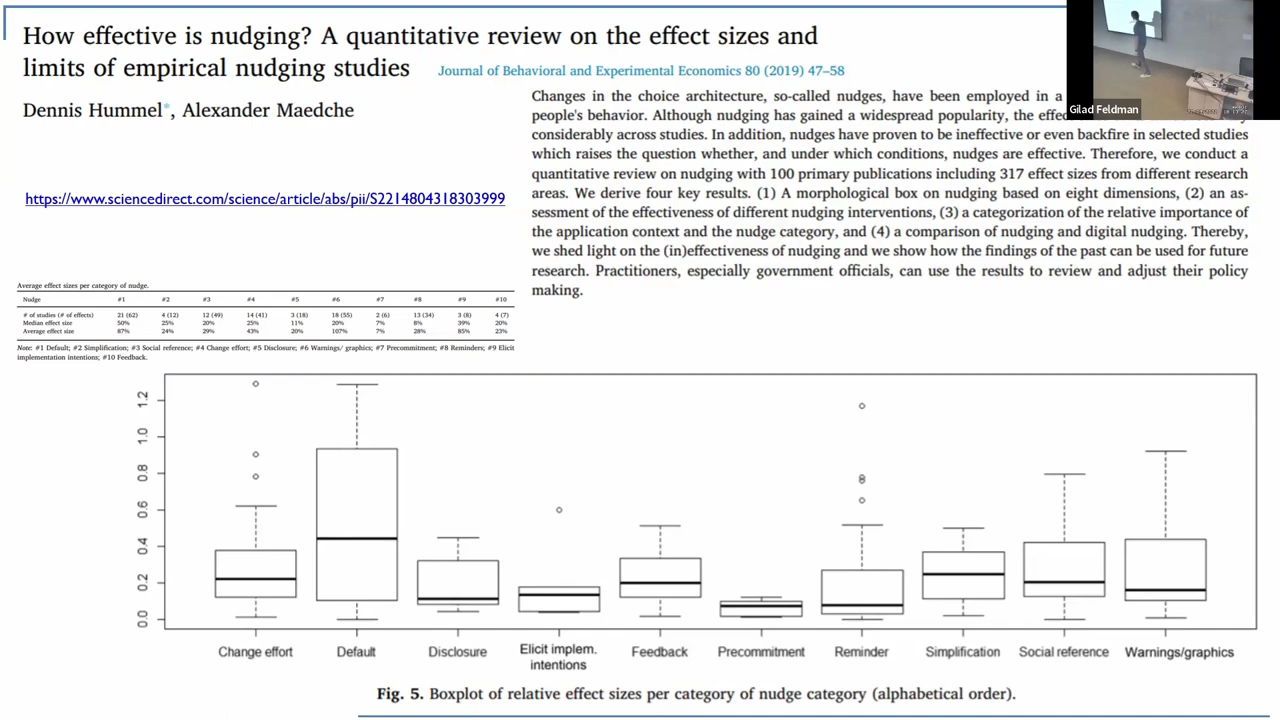 How effective is nudging? A quantitative review on the effect sizes and
limits of empirical nudging studies
Journal of Behavioral and Experimental Economics 80 (2019) 47–58
Dennis Hummel*, Alexander Maedche
Gilad Feldman
https://www.sciencedirect.com/science/article/abs/pii/S2214804318303999
Changes in the choice architecture, so-called nudges, have been employed in a
people's behavior. Although nudging has gained a widespread popularity, the
considerably across studies. In addition, nudges have proven to be ineffective or even backfire in selected studies
which raises the question whether, and under which conditions, nudges are effective. Therefore, we conduct a
quantitative review on nudging with 100 primary publications including 317 effect sizes from different research
areas. We derive four key results. (1) A morphological box on nudging based on eight dimensions, (2) an as-
sessment of the effectiveness of different nudging interventions, (3) a categorization of the relative importance of
the application context and the nudge category, and (4) a comparison of nudging and digital nudging. Thereby,
we shed light on the (in)effectiveness of nudging and we show how the findings of the past can be used for future
research. Practitioners, especially government officials, can use the results to review and adjust their policy
making.
Average effect sizes per category of nudge.
Nudge #1 #2 #3 #4 #5 #6 #7 #8 #9 #10
# of studies (# of effects) 21 (62) 4 (12) 12 (49) 14 (41) 3 (18) 18 (55) 2 (6) 13 (34) 3 (8) 4 (7)
Median effect size 50% 25% 20% 25% 11% 20% 7% 8% 39% 20%
Average effect size 87% 24% 29% 43% 20% 107% 7% 28% 85% 23%
Note: #1 Default; #2 Simplification; #3 Social reference; #4 Change effort; #5 Disclosure; #6 Warnings/ graphics; #7 Precommitment; #8 Reminders; #9 Elicit
implementation intentions; #10 Feedback.
1.2
1.0
0.8
0.6
0.4
0.2
0.0
Change effort Default Disclosure Elicit implem. intentions Feedback Precommitment Reminder Simplification Social reference Warnings/graphics
Fig. 5. Boxplot of relative effect sizes per category of nudge category (alphabetical order).